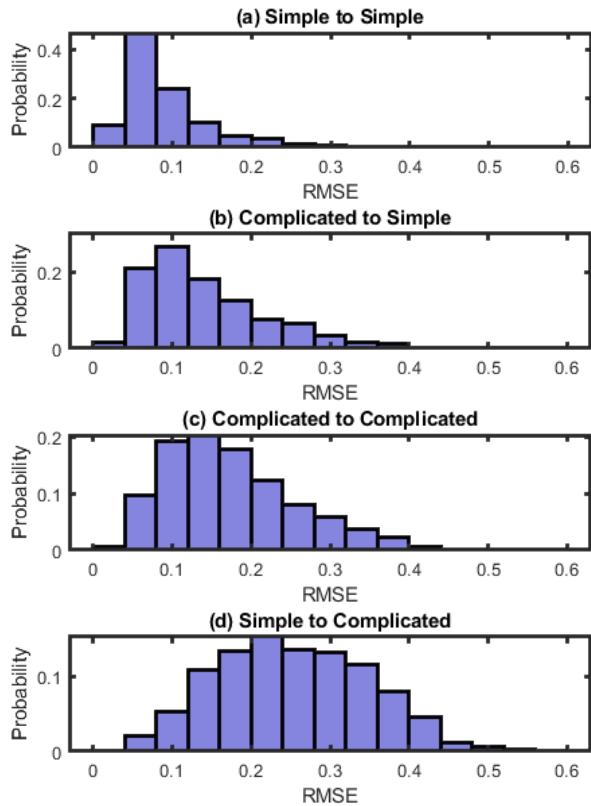 (a) Simple to Simple
Probability
0.4
0.2
0
0 0.1 0.2 0.3 0.4 0.5 0.6
RMSE
(b) Complicated to Simple
Probability
0.2
0
0 0.1 0.2 0.3 0.4 0.5 0.6
RMSE
(c) Complicated to Complicated
Probability
0.2
0.1
0
0 0.1 0.2 0.3 0.4 0.5 0.6
RMSE
(d) Simple to Complicated
Probability
0.1
0
0 0.1 0.2 0.3 0.4 0.5 0.6
RMSE